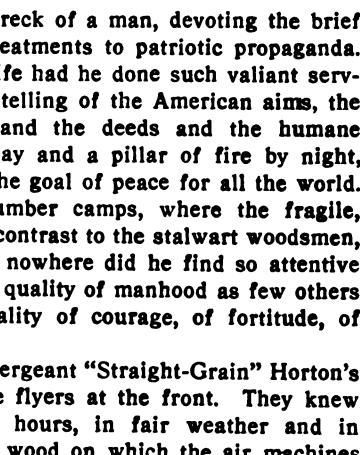 reck of a man, devoting the brief
eatments to patriotic propaganda.
ife had he done such valiant serv-
telling of the American aims, the
and the deeds and the humane
ay and a pillar of fire by night,
he goal of peace for all the world.
umber camps, where the fragile,
contrast to the stalwart woodsmen,
nowhere did he find so attentive
quality of manhood as few others
ality of courage, of fortitude, of
ergeant “Straight-Grain” Horton’s
e flyers at the front. They knew
hours, in fair weather and in
wood on which the air machines